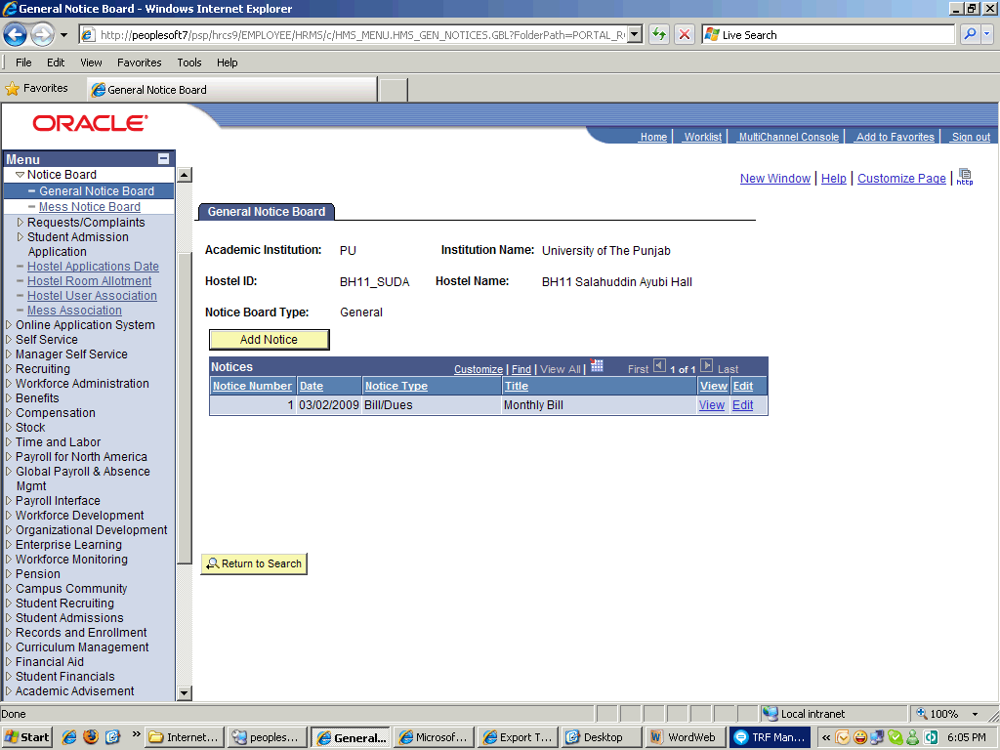 General Notice Board - Windows Internet Explorer
http://peoplesoft7/psp/hrcs9/EMPLOYEE/HRMS/c/HMS_MENU.HMS_GEN_NOTICES.GBL?FolderPath=PORTAL_R
Live Search
File Edit View Favorites Tools Help
Favorites General Notice Board
ORACLE
Home Worklist MultiChannel Console Add to Favorites Sign out
Menu
Notice Board
General Notice Board
Mess Notice Board
Requests/Complaints
Student Admission
Application
Hostel Applications Date
Hostel Room Allotment
Hostel User Association
Mess Association
Online Application System
Self Service
Manager Self Service
Recruiting
Workforce Administration
Benefits
Compensation
Stock
Time and Labor
Payroll for North America
Global Payroll & Absence
Mgmt
Payroll Interface
Workforce Development
Organizational Development
Enterprise Learning
Workforce Monitoring
Pension
Campus Community
Student Recruiting
Student Admissions
Records and Enrollment
Curriculum Management
Financial Aid
Student Financials
Academic Advisement
New Window | Help | Customize Page | http
General Notice Board
Academic Institution: PU Institution Name: University of The Punjab
Hostel ID: BH11_SUDA Hostel Name: BH11 Salahuddin Ayubi Hall
Notice Board Type: General
Add Notice
Notices Customize | Find | View All | First 1 of 1 Last
Notice Number Date Notice Type Title View Edit
1 03/02/2009 Bill/Dues Monthly Bill View Edit
Return to Search
Done Local intranet 100%
Start » Internet... peoples... General... Microsof... Export T... Desktop WordWeb TRF Man... « 6:05 PM